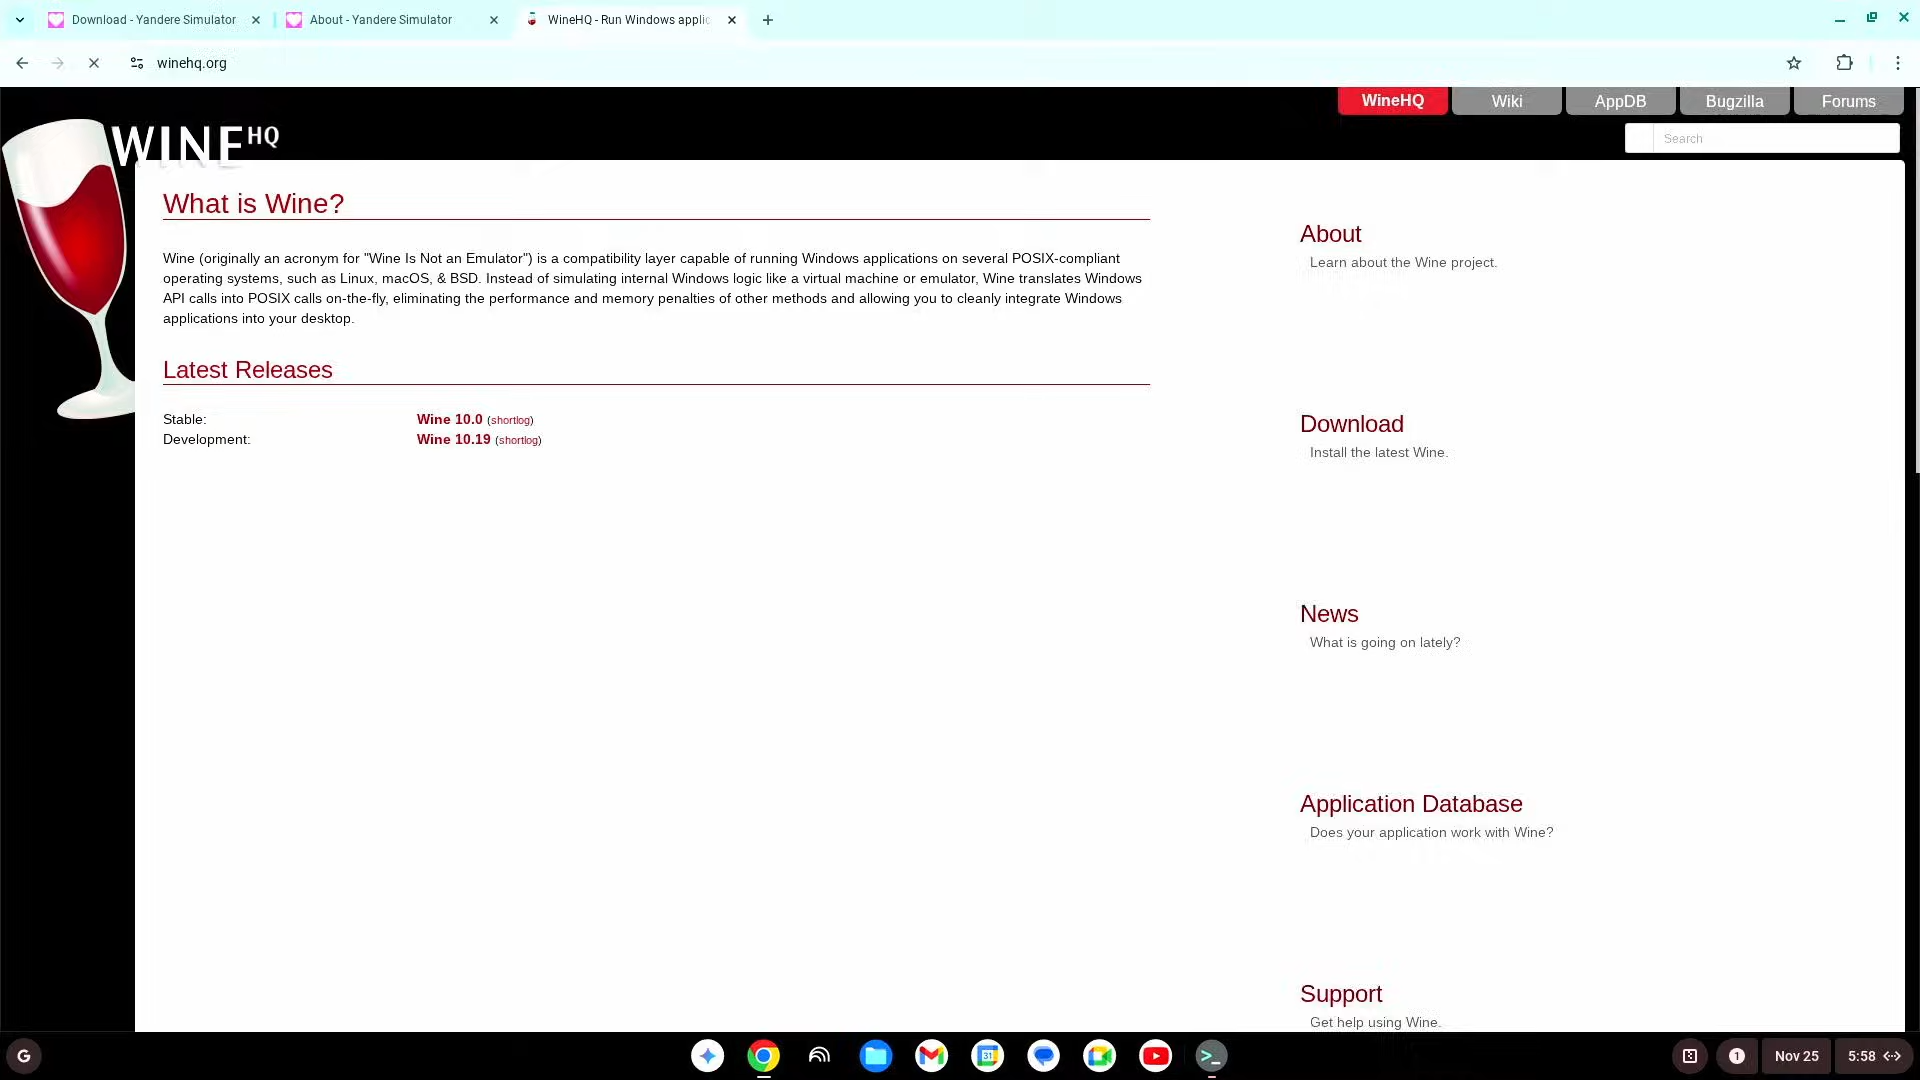 Download - Yandere Simulator
About - Yandere Simulator
WineHQ - Run Windows applic
winehq.org
WineHQ
Wiki
AppDB
Bugzilla
Forums
WINEHQ
Search
What is Wine?
Wine (originally an acronym for "Wine Is Not an Emulator") is a compatibility layer capable of running Windows applications on several POSIX-compliant
operating systems, such as Linux, macOS, & BSD. Instead of simulating internal Windows logic like a virtual machine or emulator, Wine translates Windows
API calls into POSIX calls on-the-fly, eliminating the performance and memory penalties of other methods and allowing you to cleanly integrate Windows
applications into your desktop.
Latest Releases
Stable: Wine 10.0 (shortlog)
Development: Wine 10.19 (shortlog)
About
Learn about the Wine project.
Download
Install the latest Wine.
News
What is going on lately?
Application Database
Does your application work with Wine?
Support
Get help using Wine.
G
31
>_
1
Nov 25
5:58